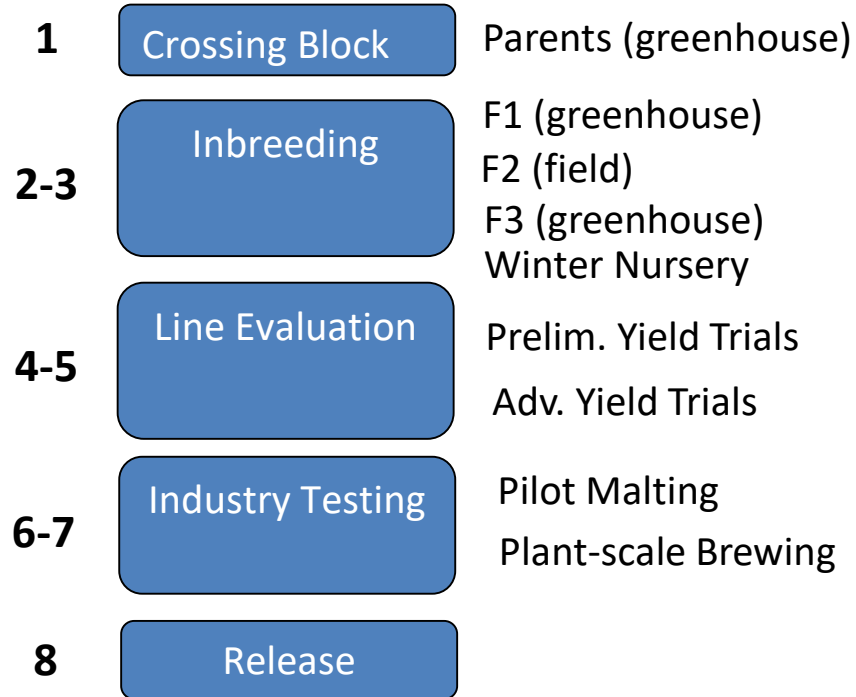 1 Crossing Block Parents (greenhouse)
2-3 Inbreeding F1 (greenhouse)
F2 (field)
F3 (greenhouse)
Winter Nursery
4-5 Line Evaluation Prelim. Yield Trials
Adv. Yield Trials
6-7 Industry Testing Pilot Malting
Plant-scale Brewing
8 Release